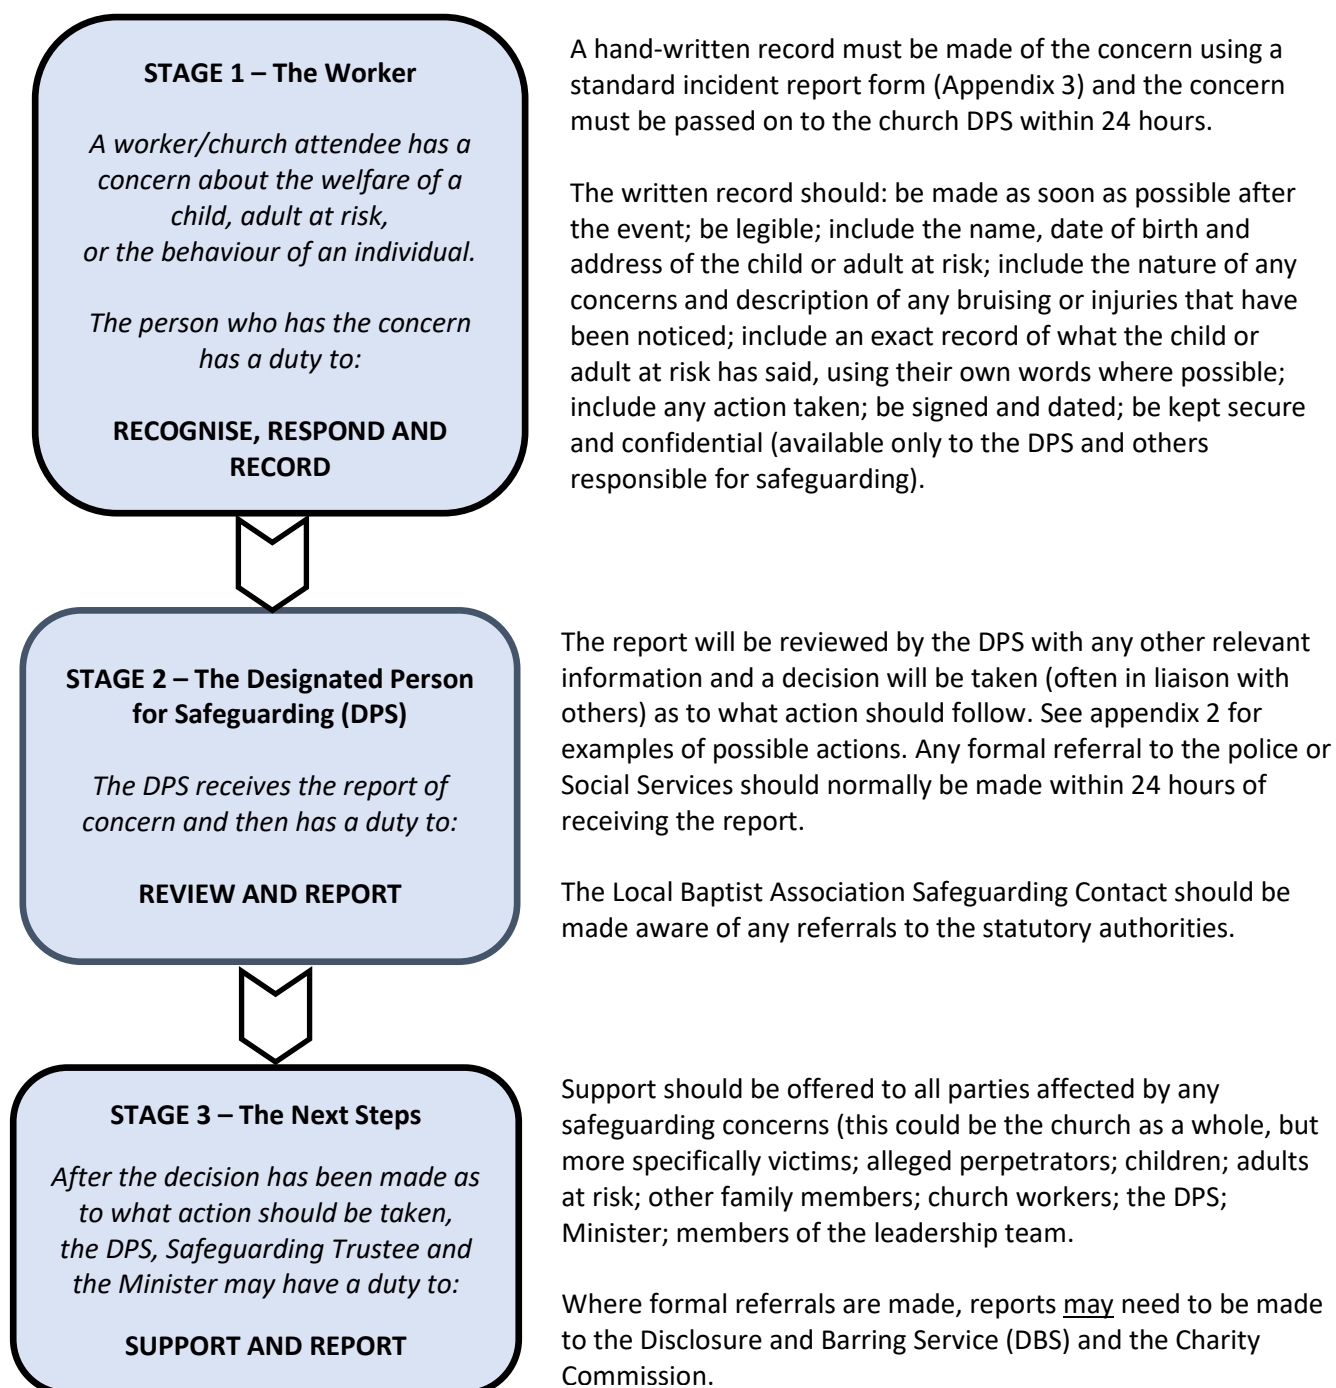 STAGE 1 – The Worker
A worker/church attendee has a
concern about the welfare of a
child, adult at risk,
or the behaviour of an individual.
The person who has the concern
has a duty to:
RECOGNISE, RESPOND AND
RECORD
A hand-written record must be made of the concern using a
standard incident report form (Appendix 3) and the concern
must be passed on to the church DPS within 24 hours.
The written record should: be made as soon as possible after
the event; be legible; include the name, date of birth and
address of the child or adult at risk; include the nature of any
concerns and description of any bruising or injuries that have
been noticed; include an exact record of what the child or
adult at risk has said, using their own words where possible;
include any action taken; be signed and dated; be kept secure
and confidential (available only to the DPS and others
responsible for safeguarding).
STAGE 2 – The Designated Person
for Safeguarding (DPS)
The DPS receives the report of
concern and then has a duty to:
REVIEW AND REPORT
The report will be reviewed by the DPS with any other relevant
information and a decision will be taken (often in liaison with
others) as to what action should follow. See appendix 2 for
examples of possible actions. Any formal referral to the police or
Social Services should normally be made within 24 hours of
receiving the report.
The Local Baptist Association Safeguarding Contact should be
made aware of any referrals to the statutory authorities.
STAGE 3 – The Next Steps
After the decision has been made as
to what action should be taken,
the DPS, Safeguarding Trustee and
the Minister may have a duty to:
SUPPORT AND REPORT
Support should be offered to all parties affected by any
safeguarding concerns (this could be the church as a whole, but
more specifically victims; alleged perpetrators; children; adults
at risk; other family members; church workers; the DPS;
Minister; members of the leadership team.
Where formal referrals are made, reports may need to be made
to the Disclosure and Barring Service (DBS) and the Charity
Commission.